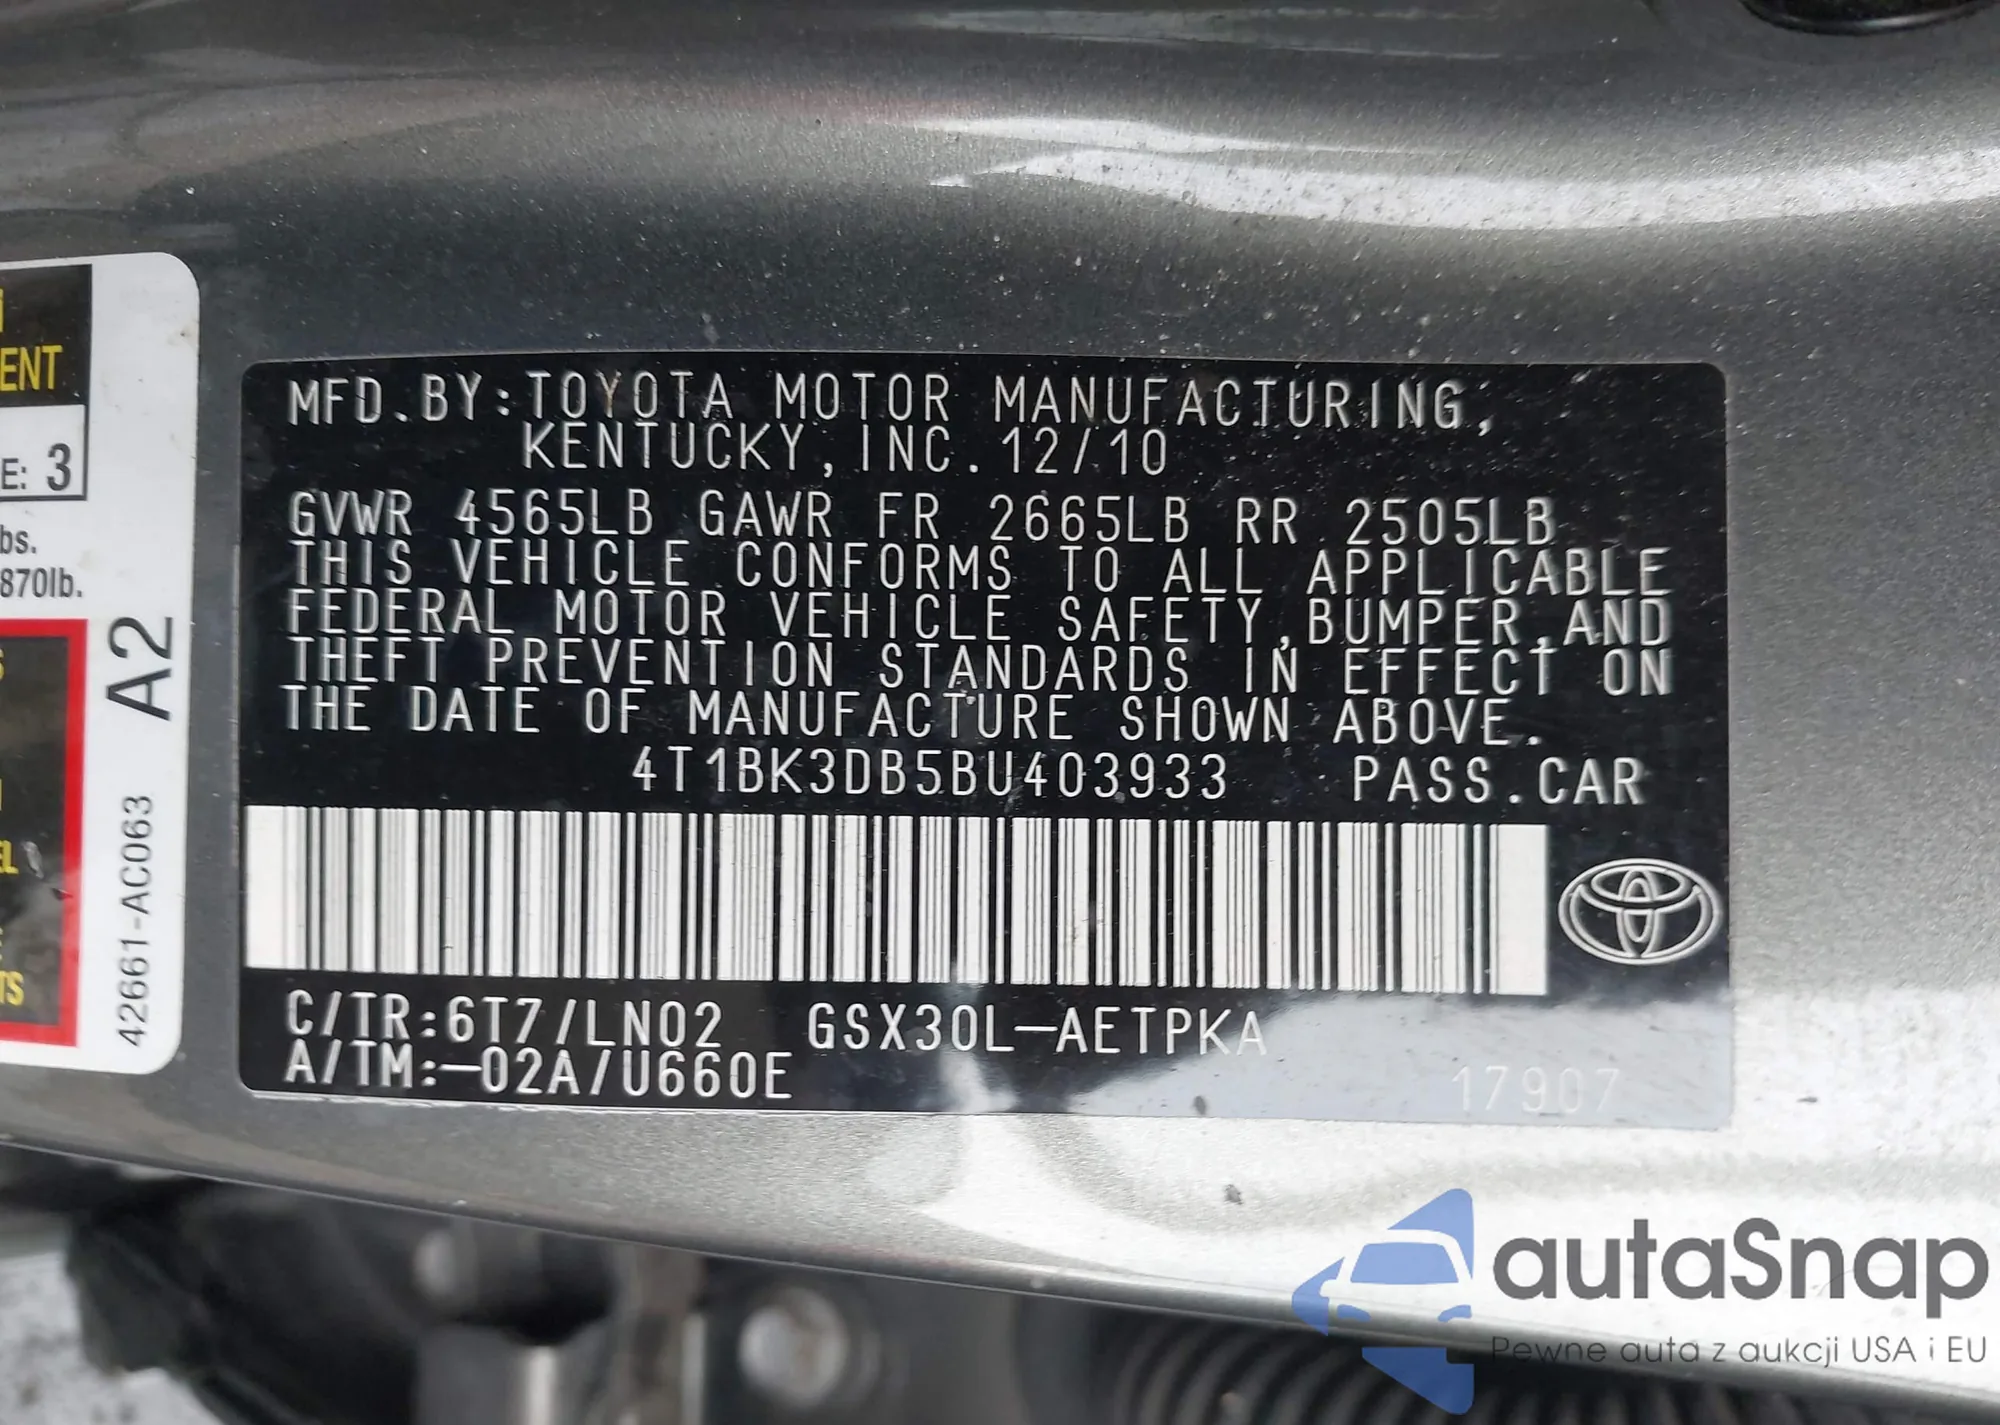 ENT
E: 3
bs.
870lb.
A2
42661-AC063
EL
TS
MFD.BY:TOYOTA MOTOR MANUFACTURING,
KENTUCKY,INC.12/10
GVWR 4565LB GAWR FR 2665LB RR 2505LB
THIS VEHICLE CONFORMS TO ALL APPLICABLE
FEDERAL MOTOR VEHICLE SAFETY,BUMPER,AND
THEFT PREVENTION STANDARDS IN EFFECT ON
THE DATE OF MANUFACTURE SHOWN ABOVE.
4T1BK3DB5BU403933 PASS.CAR
C/TR:6T7/LN02 GSX30L-AETPKA
A/TM:-02A/U660E
17907
autaSnap
Pewne auta z aukcji USA i EU